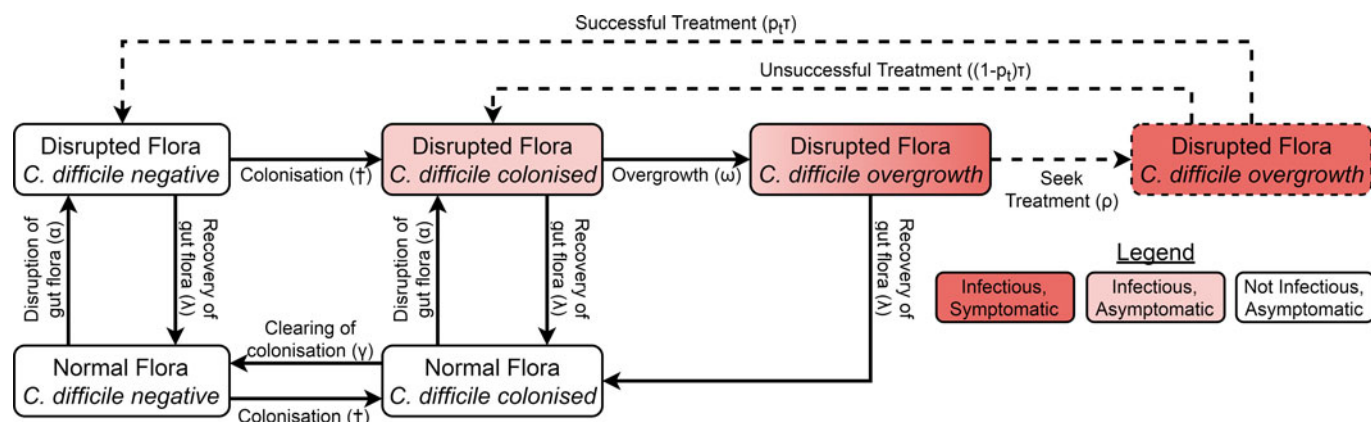 Successful Treatment (pₜτ)
Unsuccessful Treatment ((1-pₜ)τ)
Disrupted Flora
C. difficile negative
Colonisation (†)
Disrupted Flora
C. difficile colonised
Overgrowth (ω)
Disrupted Flora
C. difficile overgrowth
Seek
Treatment (ρ)
Disrupted Flora
C. difficile overgrowth
Disruption of
gut flora (α)
Recovery of
gut flora (λ)
Disruption of
gut flora (α)
Recovery of
gut flora (λ)
Recovery of
gut flora (λ)
Legend
Infectious,
Symptomatic
Infectious,
Asymptomatic
Not Infectious,
Asymptomatic
Clearing of
colonisation (γ)
Normal Flora
C. difficile negative
Colonisation (†)
Normal Flora
C. difficile colonised